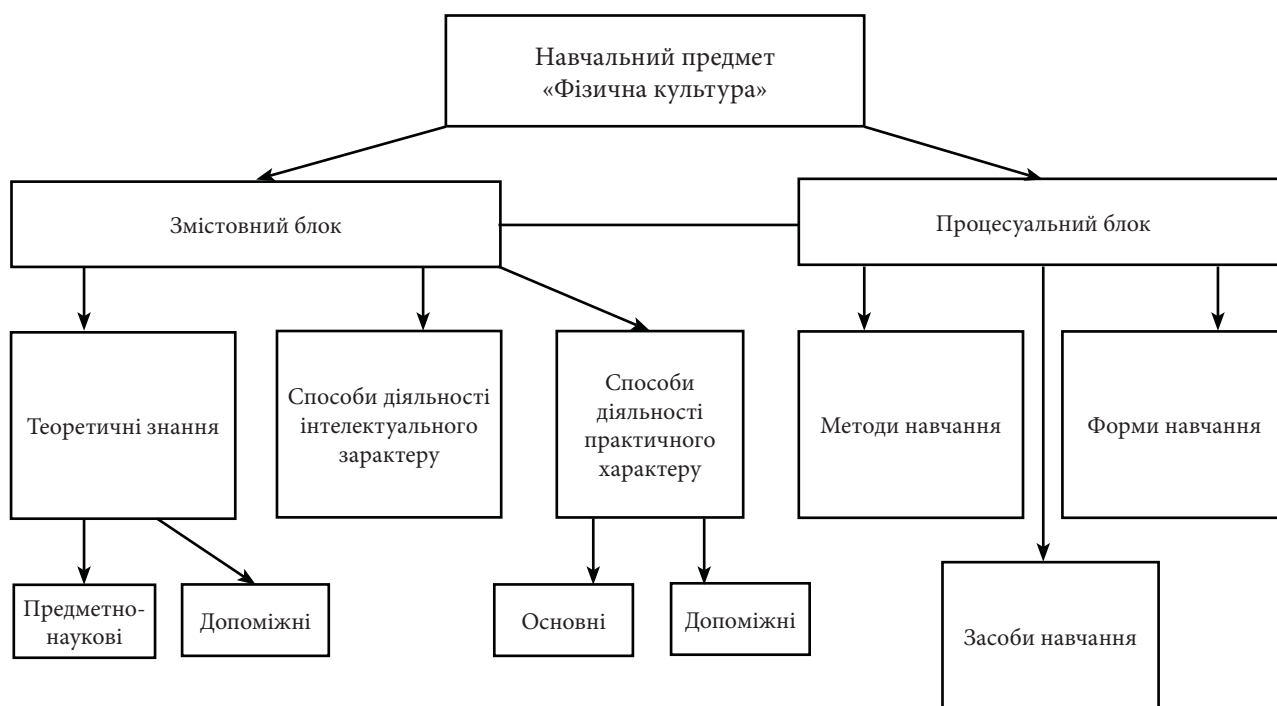 Навчальний предмет
«Фізична культура»
Змістовний блок
Процесуальний блок
Теоретичні знання
Способи діяльності
інтелектуального
зарактеру
Способи
діяльності
практичного
характеру
Методи навчання
Форми навчання
Предметно-
наукові
Допоміжні
Основні
Допоміжні
Засоби навчання